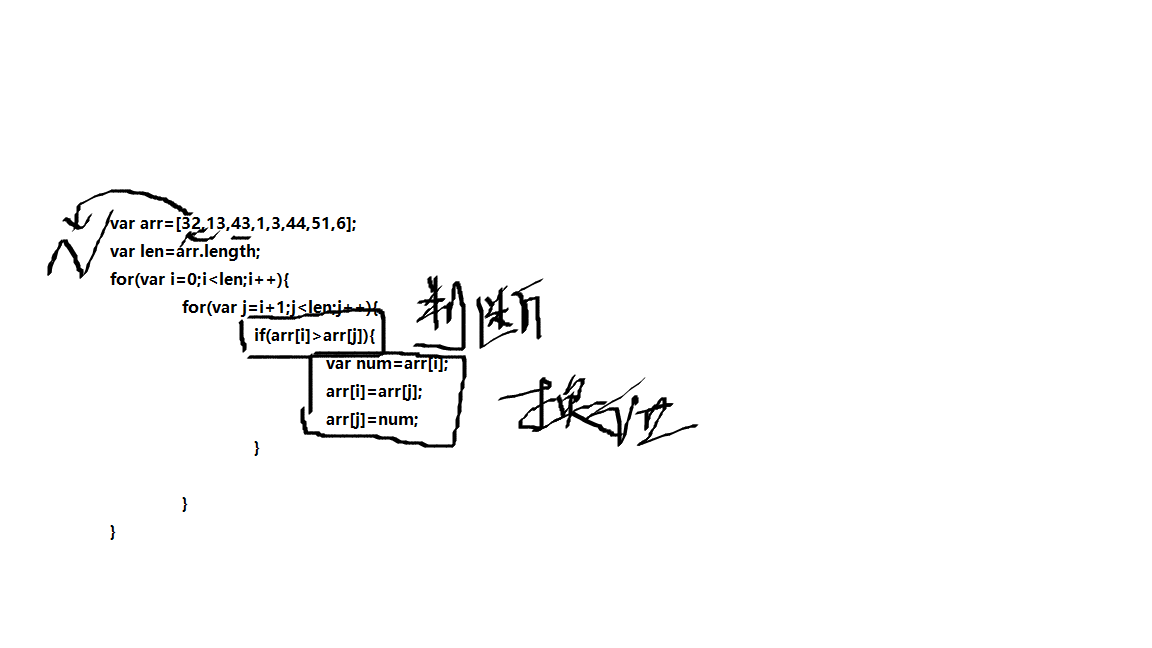 var arr=[32,13,43,1,3,44,51,6];
var len=arr.length;
for(var i=0;i<len;i++){
for(var j=i+1;j<len;j++){
判断
if(arr[i]>arr[j]){
var num=arr[i];
arr[i]=arr[j];
换位
arr[j]=num;
}
}
}